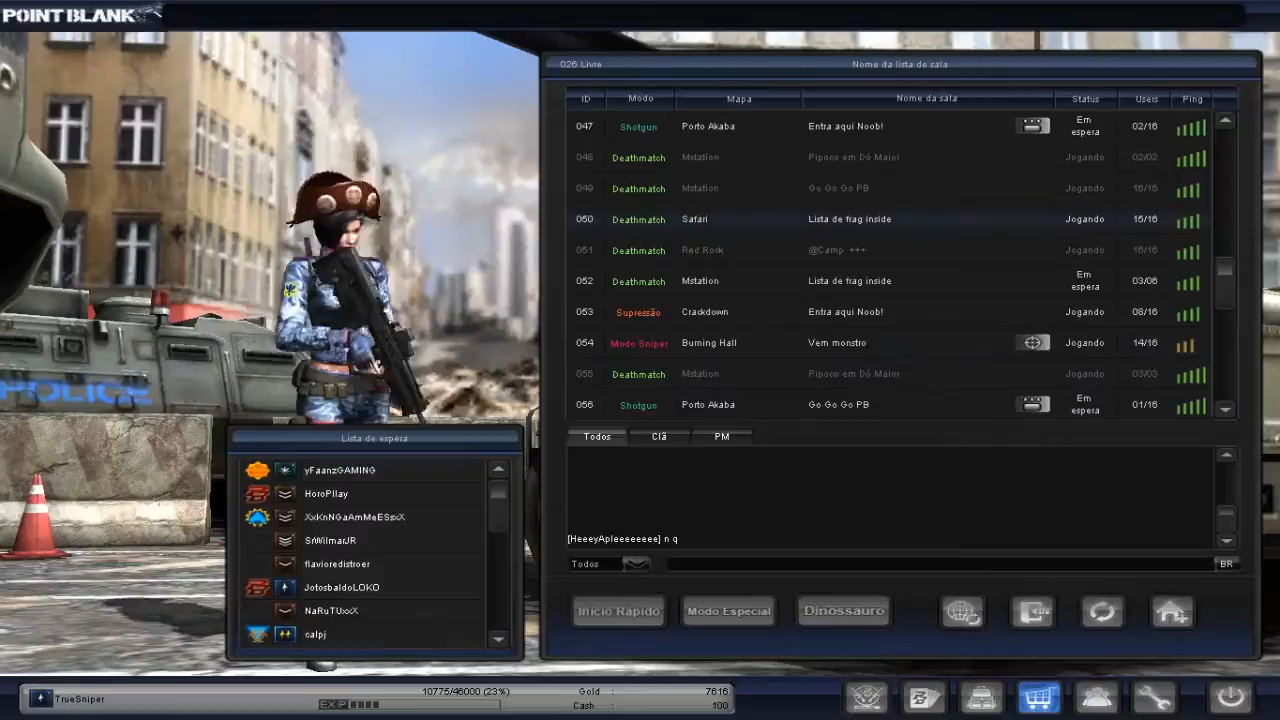 POINT BLANK
026 Livre Nome da lista de sala
ID Modo Mapa Nome da sala Status Users Ping
047 Shotgun Porto Akaba Entra aqui Noob! Em espera 02/16
048 Deathmatch Mstation Pipoco em Dó Maior Jogando 02/02
049 Deathmatch Mstation Go Go Go PB Jogando 16/16
050 Deathmatch Safari Lista de frag inside Jogando 15/16
051 Deathmatch Red Rock @Camp +++ Jogando 16/16
052 Deathmatch Mstation Lista de frag inside Em espera 03/06
053 Supressão Crackdown Entra aqui Noob! Jogando 08/16
054 Modo Sniper Burning Hall Vem monstro Jogando 14/16
055 Deathmatch Mstation Pipoco em Dó Maior Jogando 03/03
056 Shotgun Porto Akaba Go Go Go PB Em espera 01/16
POLICE
Todos Clã PM
Lista de espera
yFaanzGAMING
HoroPllay
XxKnNGaAmMeESpxX
SrWilmarJR
flavioredistroer
JotosbaldoLOKO
NaRuTUxxX
calpj
[HeeeyApleeeeeeee] n q
Todos BR
Início Rápido Modo Especial Dinossauro
TrueSniper
10775/46000 (23%)
EXP
Gold : 7616
Cash : 100